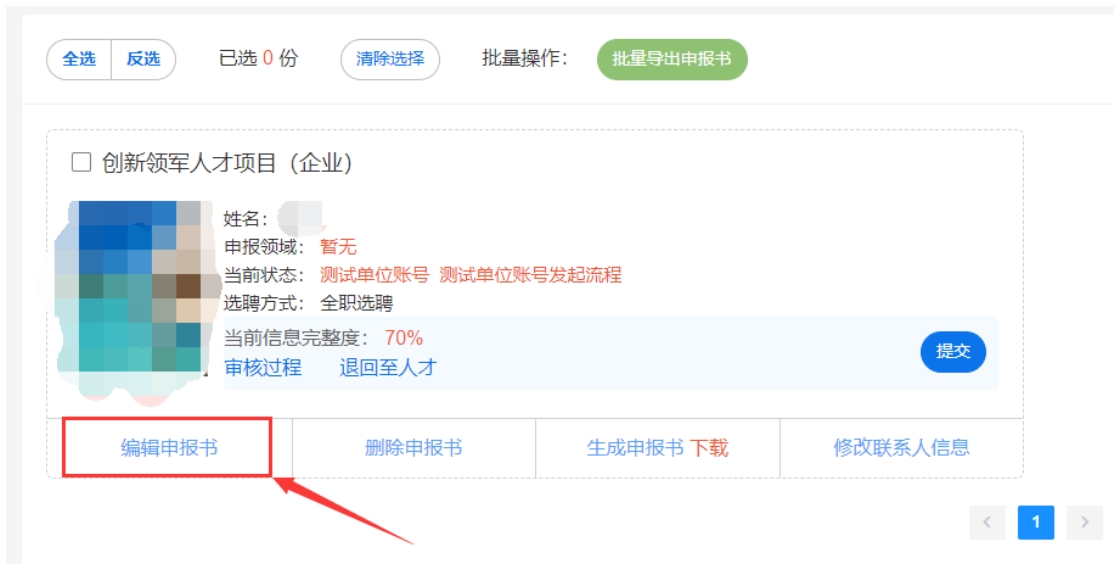 全选 反选 已选 0 份 清除选择 批量操作： 批量导出申报书
创新领军人才项目（企业）
姓名：
申报领域： 暂无
当前状态： 测试单位账号 测试单位账号发起流程
选聘方式： 全职选聘
当前信息完整度： 70%
提交
审核过程 退回至人才
编辑申报书 删除申报书 生成申报书 下载 修改联系人信息
< 1 >